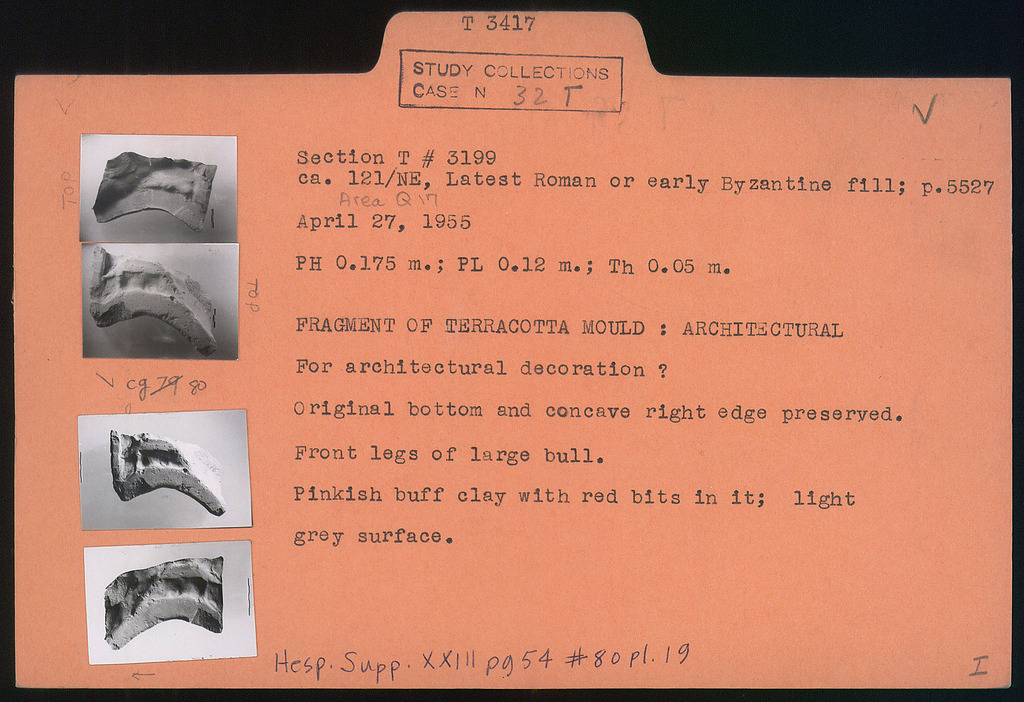 T 3417
STUDY COLLECTIONS
CASE N 32 T
Section T # 3199
ca. 121/NE, Latest Roman or early Byzantine fill; p.5527
Area Q 17
April 27, 1955
PH 0.175 m.; PL 0.12 m.; Th 0.05 m.
FRAGMENT OF TERRACOTTA MOULD : ARCHITECTURAL
For architectural decoration ?
Original bottom and concave right edge preserved.
Front legs of large bull.
Pinkish buff clay with red bits in it; light
grey surface.
TOP
TOP
cg 79 80
Hesp. Supp. XXIII pg 54 #80 pl. 19
I